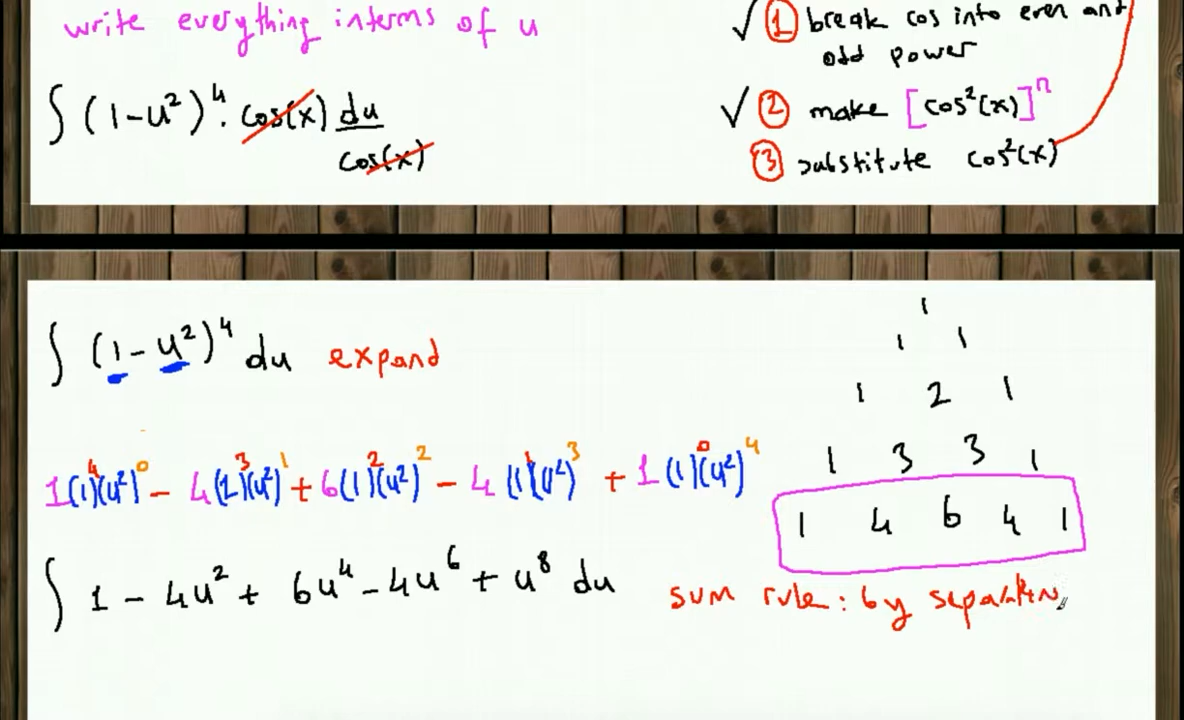 write everything interms of u
∫ (1-u²)⁴. cos(x) du/cos(x)
✓ ① break cos into even and odd power
✓ ② make [cos²(x)]ⁿ
③ substitute cos²(x)
∫ (1-u²)⁴ du expand
1(1)⁴(u²)⁰ - 4(1)³(u²)¹ + 6(1)²(u²)² - 4(1)¹(u²)³ + 1(1)⁰(u²)⁴
∫ 1 - 4u² + 6u⁴ - 4u⁶ + u⁸ du
sum rule: by
1
1 1
1 2 1
1 3 3 1
1 4 6 4 1